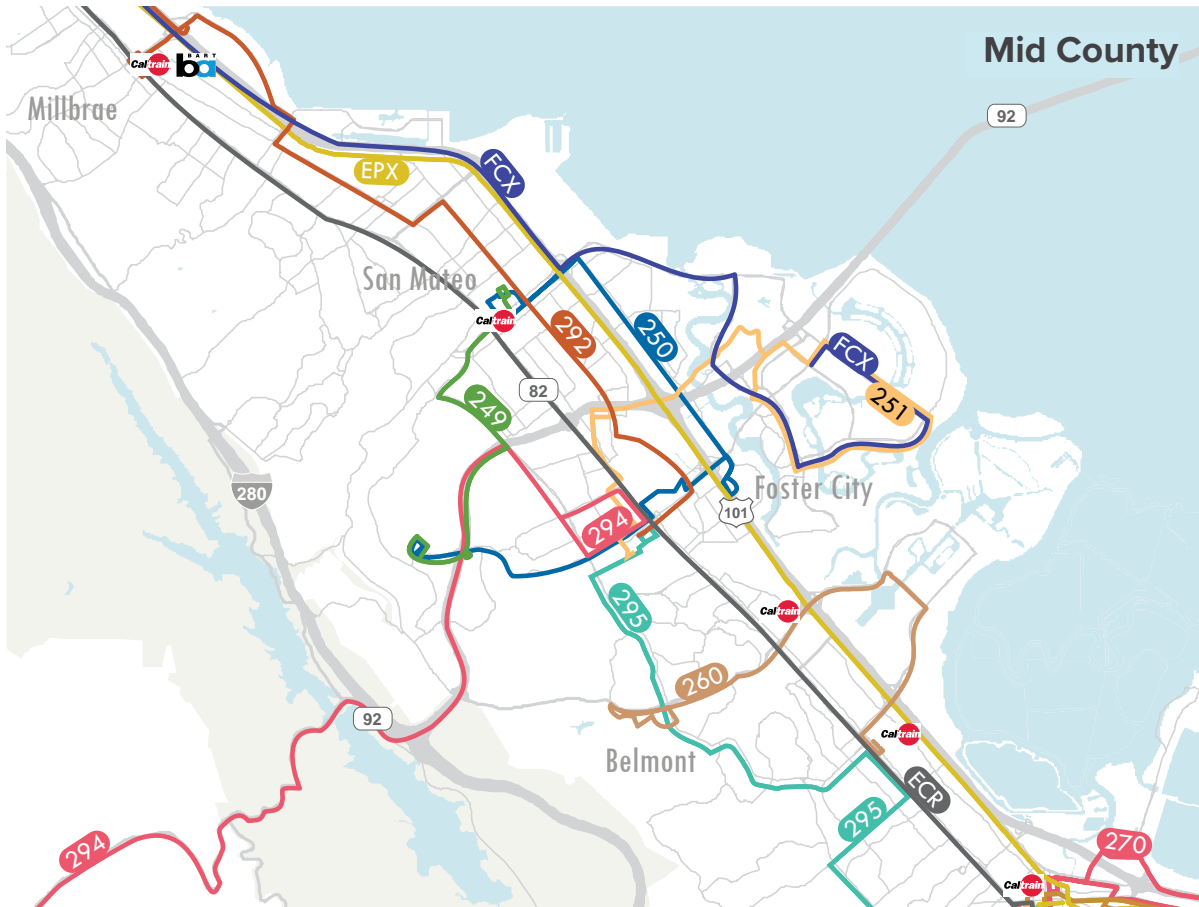 Mid County
BART
Caltrain
ba
Millbrae
92
EPX
FCX
San Mateo
Caltrain
292
250
FCX
251
82
249
280
Foster City
101
294
295
Caltrain
260
92
Caltrain
Belmont
ECR
295
270
294
Caltrain